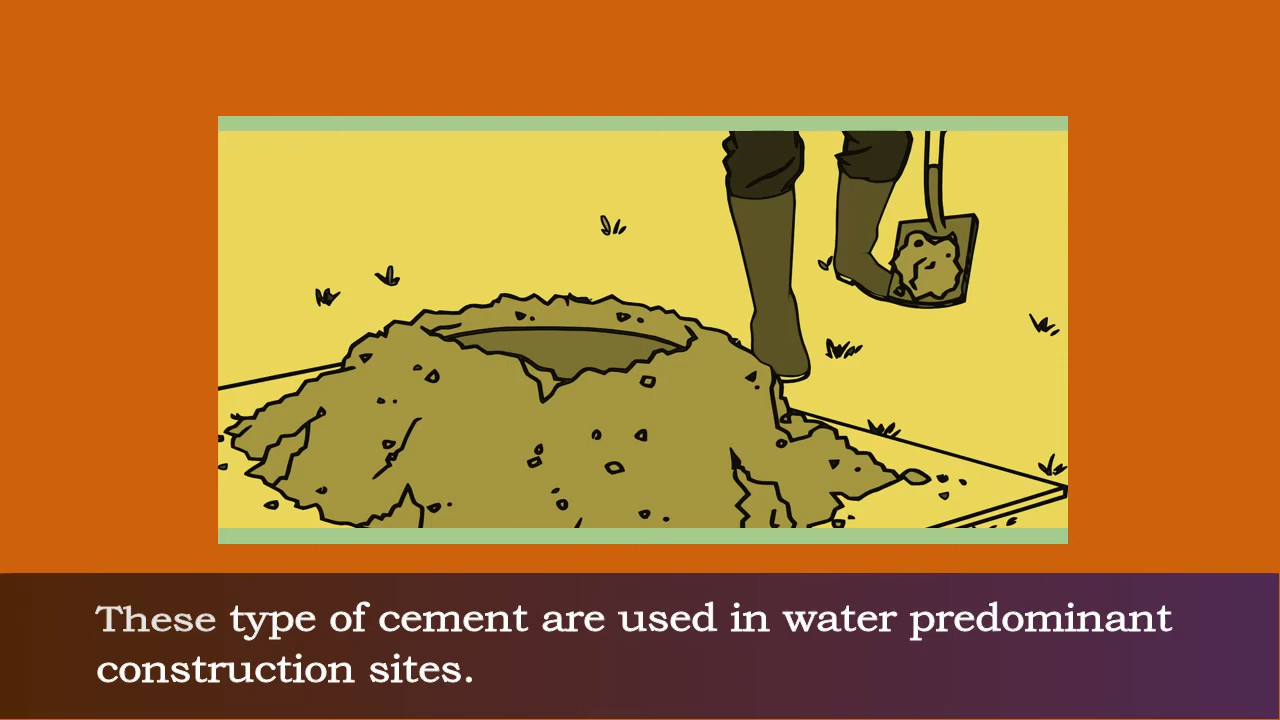 These type of cement are used in water predominant
construction sites.